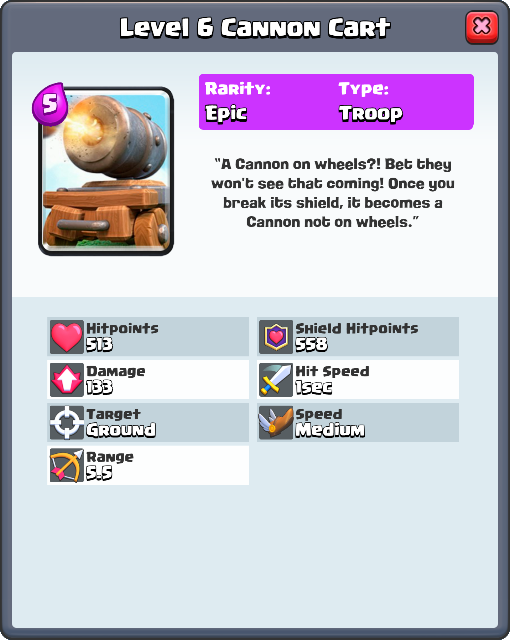 Level 6 Cannon Cart
5
Rarity: Type:
Epic Troop
“A Cannon on wheels?! Bet they
won't see that coming! Once you
break its shield, it becomes a
Cannon not on wheels.”
Hitpoints
513
Shield Hitpoints
558
Damage
133
Hit Speed
1sec
Target
Ground
Speed
Medium
Range
5.5